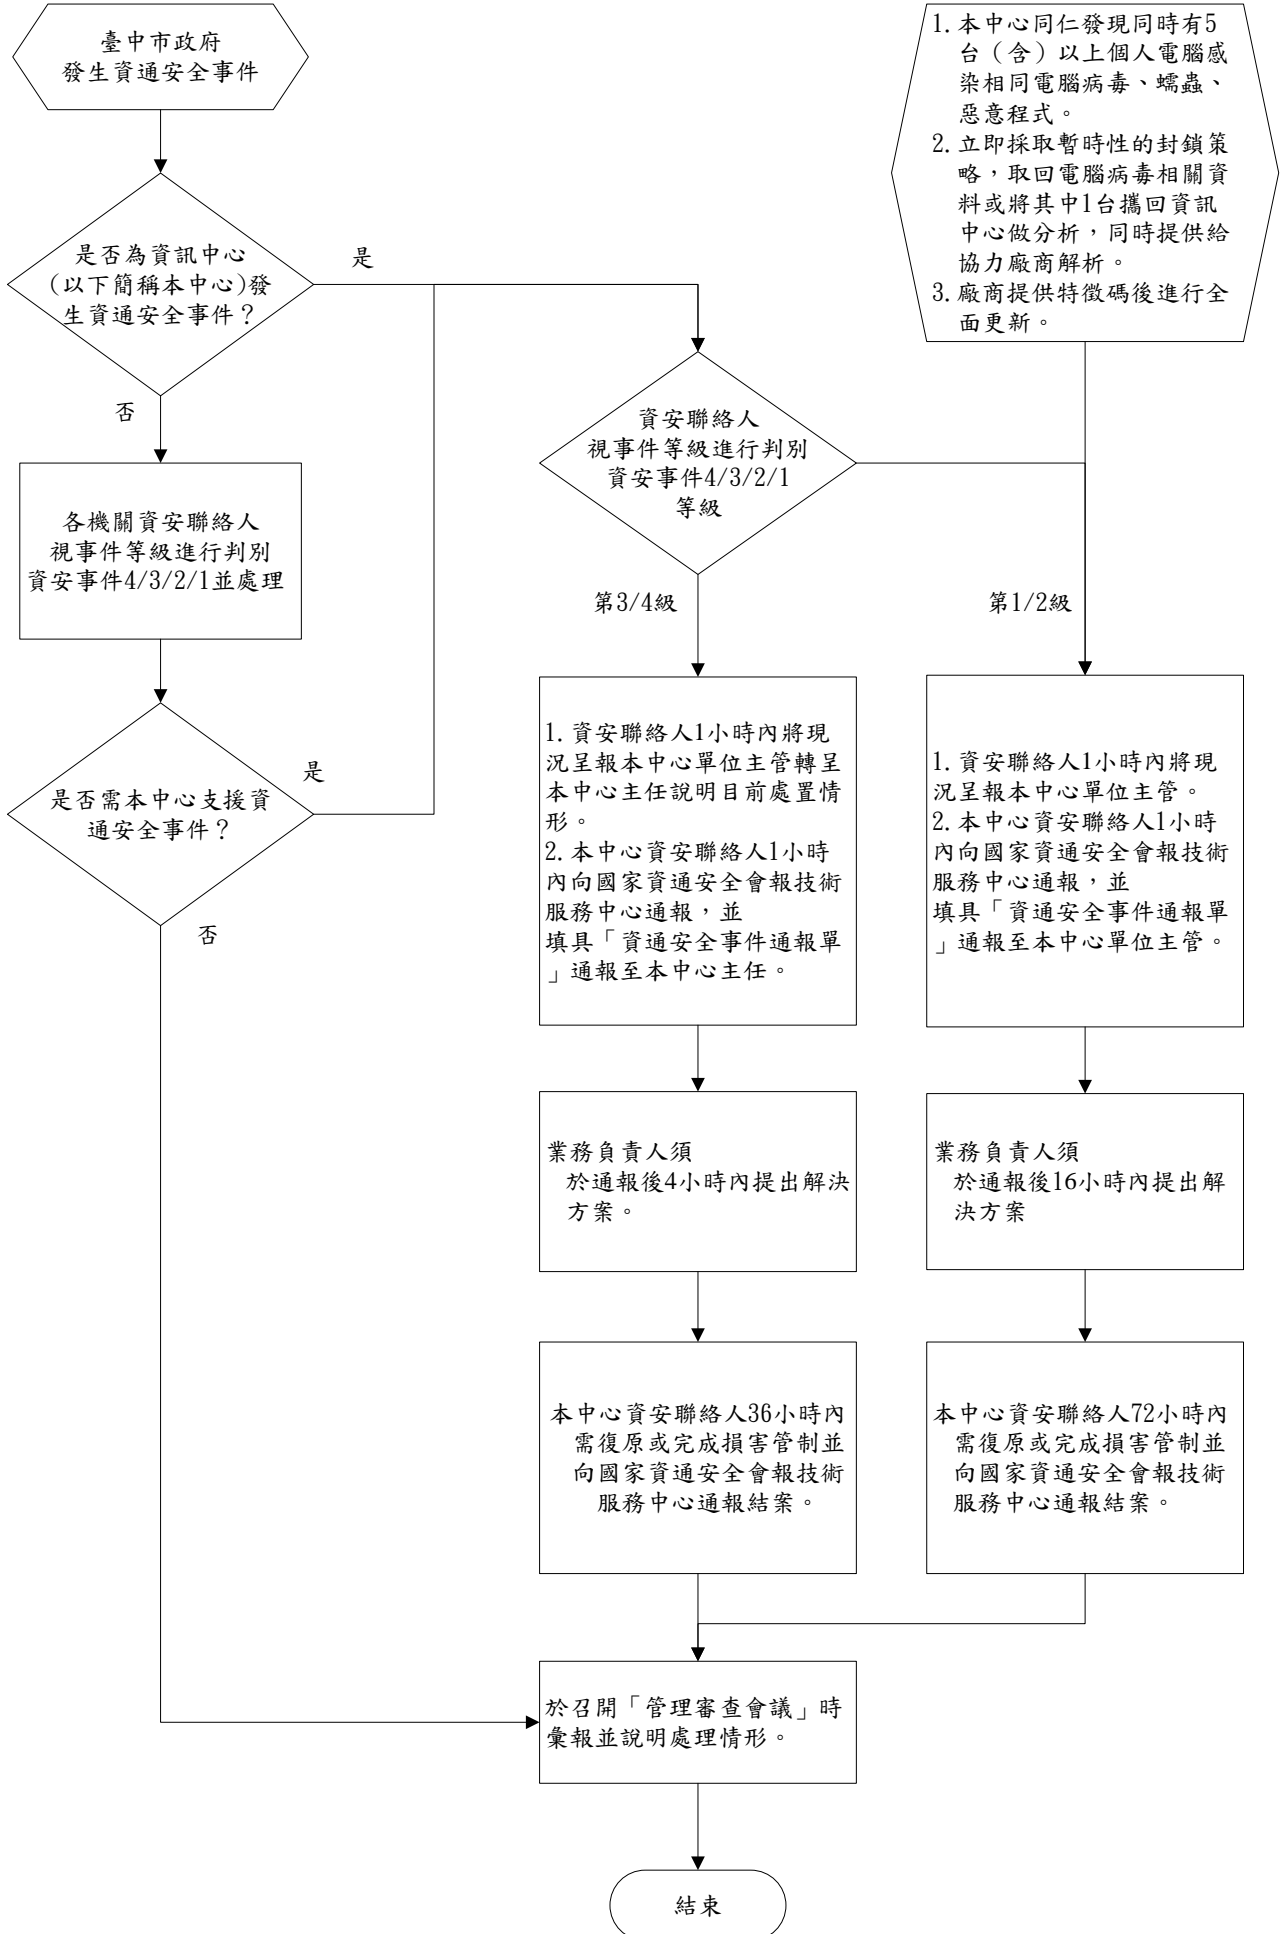 臺中市政府
發生資通安全事件
1. 本中心同仁發現同時有5
台（含）以上個人電腦感
染相同電腦病毒、蠕蟲、
惡意程式。
2. 立即採取暫時性的封鎖策
略，取回電腦病毒相關資
料或將其中1台攜回資訊
中心做分析，同時提供給
協力廠商解析。
3. 廠商提供特徵碼後進行全
面更新。
是否為資訊中心
(以下簡稱本中心)發
生資通安全事件？
是
否
資安聯絡人
視事件等級進行判別
資安事件4/3/2/1
等級
各機關資安聯絡人
視事件等級進行判別
資安事件4/3/2/1並處理
第3/4級
第1/2級
是否需本中心支援資
通安全事件？
是
否
1. 資安聯絡人1小時內將現
況呈報本中心單位主管轉呈
本中心主任說明目前處置情
形。
2. 本中心資安聯絡人1小時
內向國家資通安全會報技術
服務中心通報，並
填具「資通安全事件通報單
」通報至本中心主任。
1. 資安聯絡人1小時內將現
況呈報本中心單位主管。
2. 本中心資安聯絡人1小時
內向國家資通安全會報技術
服務中心通報，並
填具「資通安全事件通報單
」通報至本中心單位主管。
業務負責人須
於通報後4小時內提出解決
方案。
業務負責人須
於通報後16小時內提出解
決方案
本中心資安聯絡人36小時內
需復原或完成損害管制並
向國家資通安全會報技術
服務中心通報結案。
本中心資安聯絡人72小時內
需復原或完成損害管制並
向國家資通安全會報技術
服務中心通報結案。
於召開「管理審查會議」時
彙報並說明處理情形。
結束